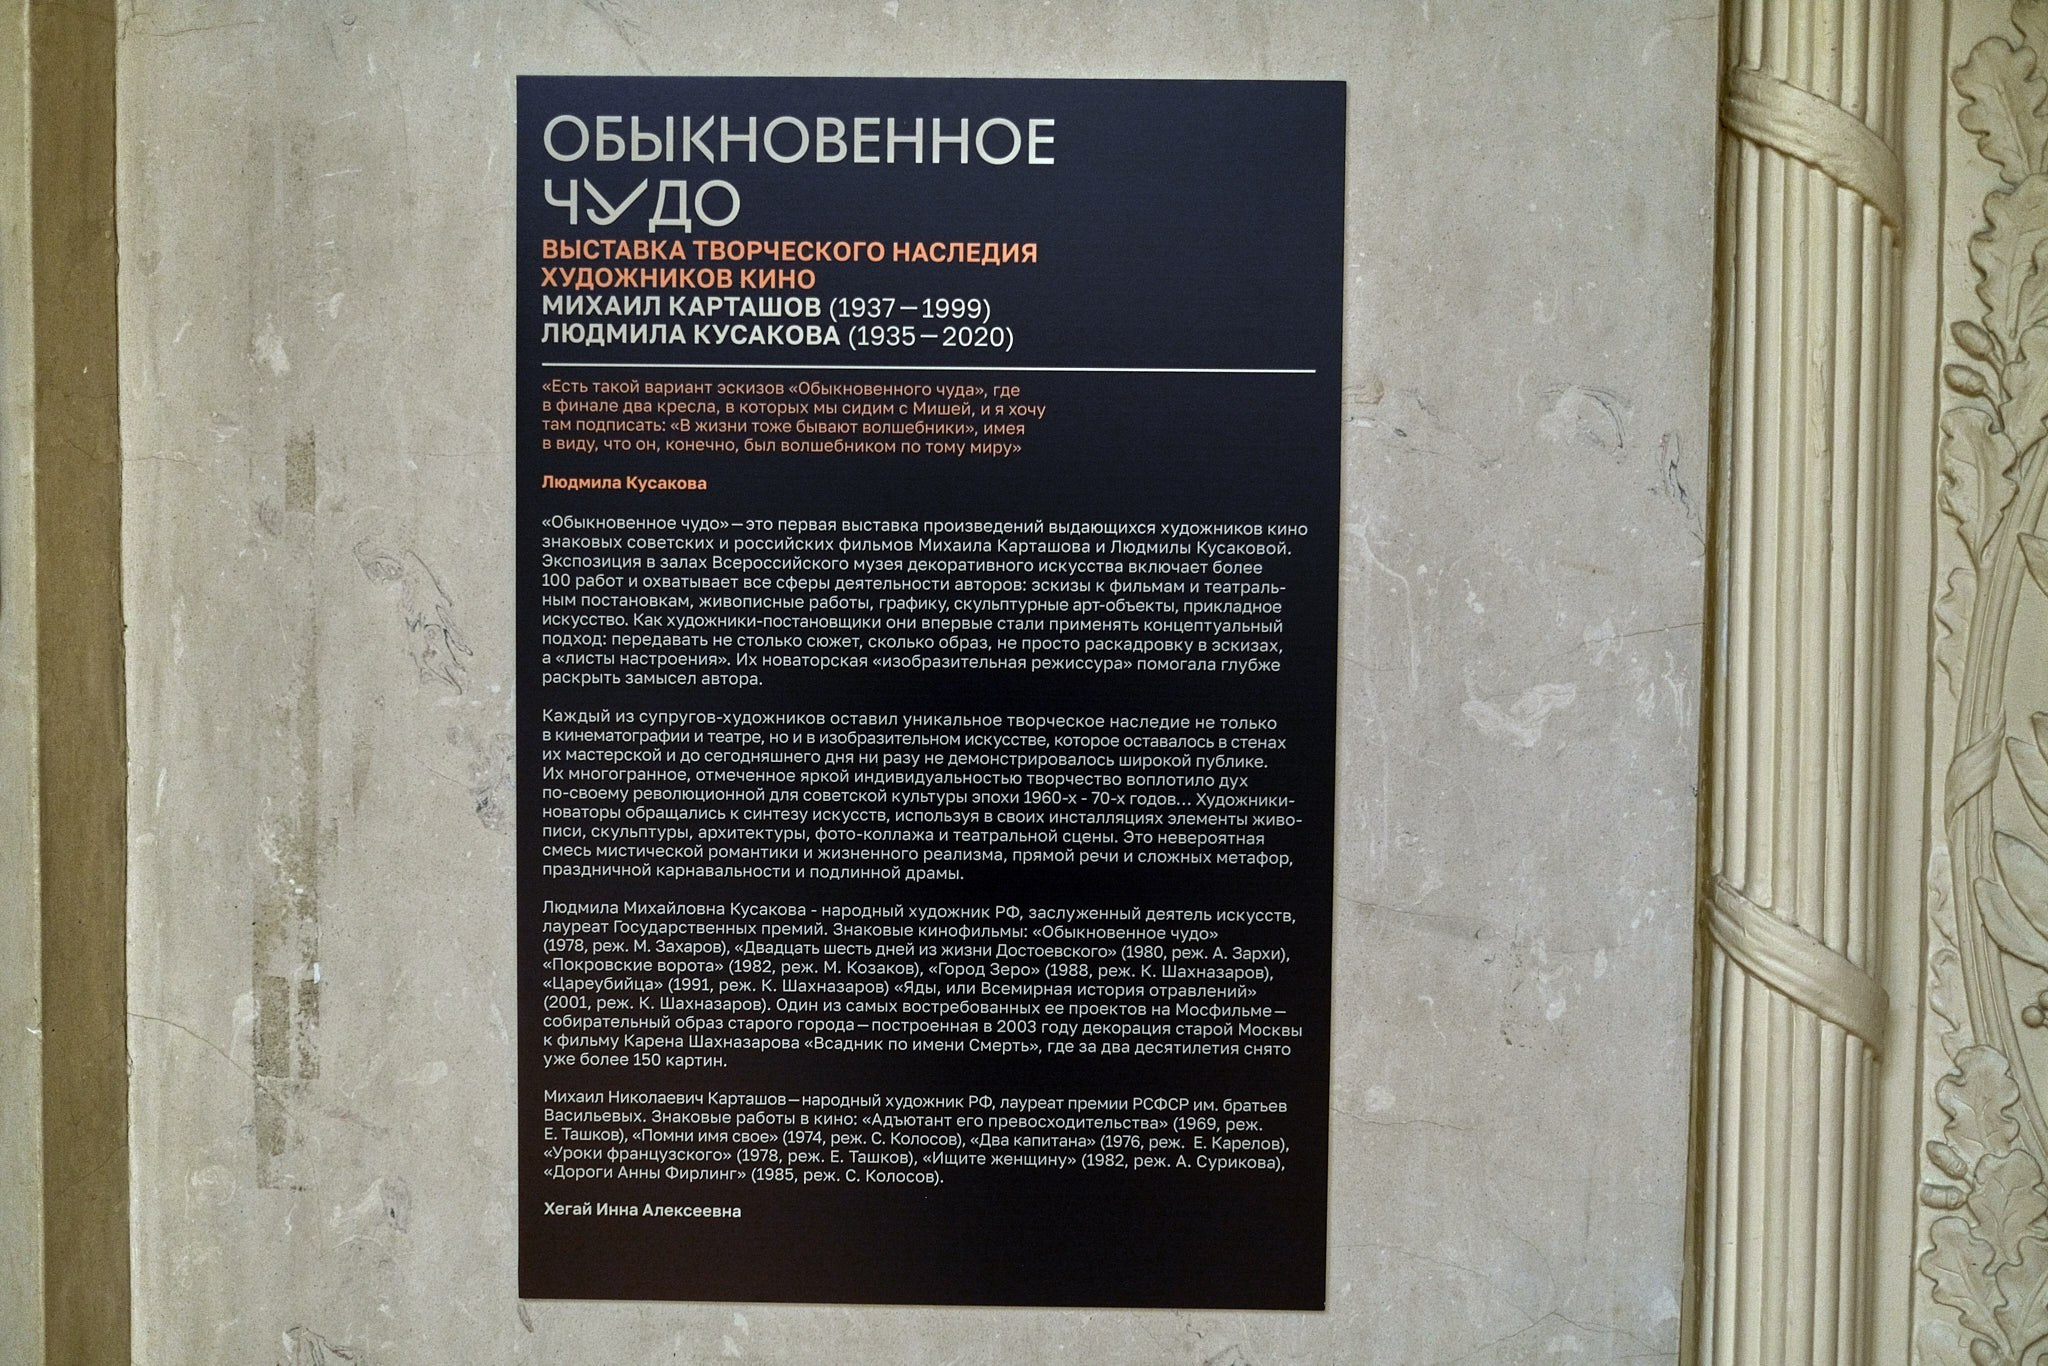 ОБЫКНОВЕННОЕ
ЧУДО
ВЫСТАВКА ТВОРЧЕСКОГО НАСЛЕДИЯ
ХУДОЖНИКОВ КИНО
МИХАИЛ КАРТАШОВ (1937—1999)
ЛЮДМИЛА КУСАКОВА (1935—2020)
«Есть такой вариант эскизов «Обыкновенного чуда», где
в финале два кресла, в которых мы сидим с Мишей, и я хочу
там подписать: «В жизни тоже бывают волшебники», имея
в виду, что он, конечно, был волшебником по тому миру»
Людмила Кусакова
«Обыкновенное чудо»—это первая выставка произведений выдающихся художников кино
знаковых советских и российских фильмов Михаила Карташова и Людмилы Кусаковой.
Экспозиция в залах Всероссийского музея декоративного искусства включает более
100 работ и охватывает все сферы деятельности авторов: эскизы к фильмам и театраль-
ным постановкам, живописные работы, графику, скульптурные арт-объекты, прикладное
искусство. Как художники-постановщики они впервые стали применять концептуальный
подход: передавать не столько сюжет, сколько образ, не просто раскадровку в эскизах,
а «листы настроения». Их новаторская «изобразительная режиссура» помогала глубже
раскрыть замысел автора.
Каждый из супругов-художников оставил уникальное творческое наследие не только
в кинематографии и театре, но и в изобразительном искусстве, которое оставалось в стенах
их мастерской и до сегодняшнего дня ни разу не демонстрировалось широкой публике.
Их многогранное, отмеченное яркой индивидуальностью творчество воплотило дух
по-своему революционной для советской культуры эпохи 1960-х - 70-х годов... Художники-
новаторы обращались к синтезу искусств, используя в своих инсталляциях элементы живо-
писи, скульптуры, архитектуры, фото-коллажа и театральной сцены. Это невероятная
смесь мистической романтики и жизненного реализма, прямой речи и сложных метафор,
праздничной карнавальности и подлинной драмы.
Людмила Михайловна Кусакова - народный художник РФ, заслуженный деятель искусств,
лауреат Государственных премий. Знаковые кинофильмы: «Обыкновенное чудо»
(1978, реж. М. Захаров), «Двадцать шесть дней из жизни Достоевского» (1980, реж. А. Зархи),
«Покровские ворота» (1982, реж. М. Козаков), «Город Зеро» (1988, реж. К. Шахназаров),
«Цареубийца» (1991, реж. К. Шахназаров) «Яды, или Всемирная история отравлений»
(2001, реж. К. Шахназаров). Один из самых востребованных ее проектов на Мосфильме—
собирательный образ старого города—построенная в 2003 году декорация старой Москвы
к фильму Карена Шахназарова «Всадник по имени Смерть», где за два десятилетия снято
уже более 150 картин.
Михаил Николаевич Карташов—народный художник РФ, лауреат премии РСФСР им. братьев
Васильевых. Знаковые работы в кино: «Адъютант его превосходительства» (1969, реж.
Е. Ташков), «Помни имя свое» (1974, реж. С. Колосов), «Два капитана» (1976, реж. Е. Карелов),
«Уроки французского» (1978, реж. Е. Ташков), «Ищите женщину» (1982, реж. А. Сурикова),
«Дороги Анны Фирлинг» (1985, реж. С. Колосов).
Хегай Инна Алексеевна